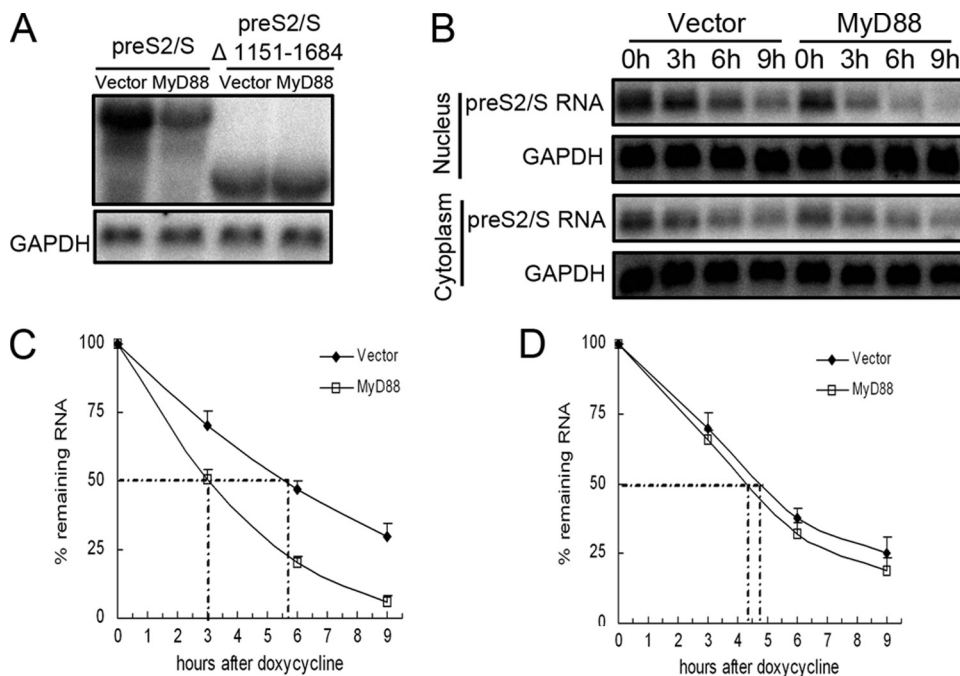 A
preS2/S
preS2/S
Δ 1151-1684
Vector MyD88 Vector MyD88
GAPDH
B
Vector MyD88
0h 3h 6h 9h 0h 3h 6h 9h
Nucleus
preS2/S RNA
GAPDH
Cytoplasm
preS2/S RNA
GAPDH
C
Vector
MyD88
% remaining RNA
100
75
50
25
0
0 1 2 3 4 5 6 7 8 9
hours after doxycycline
D
Vector
MyD88
% remaining RNA
100
75
50
25
0
0 1 2 3 4 5 6 7 8 9
hours after doxycycline